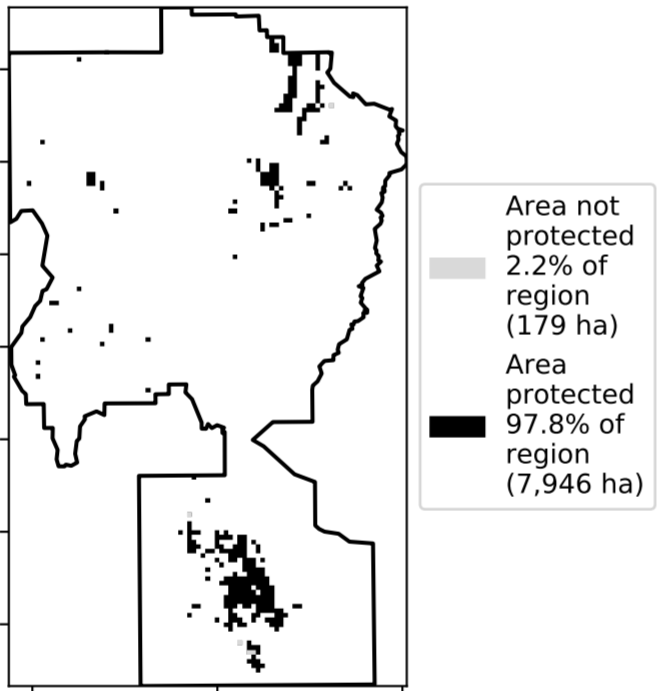 Area not
protected
2.2% of
region
(179 ha)
Area
protected
97.8% of
region
(7,946 ha)